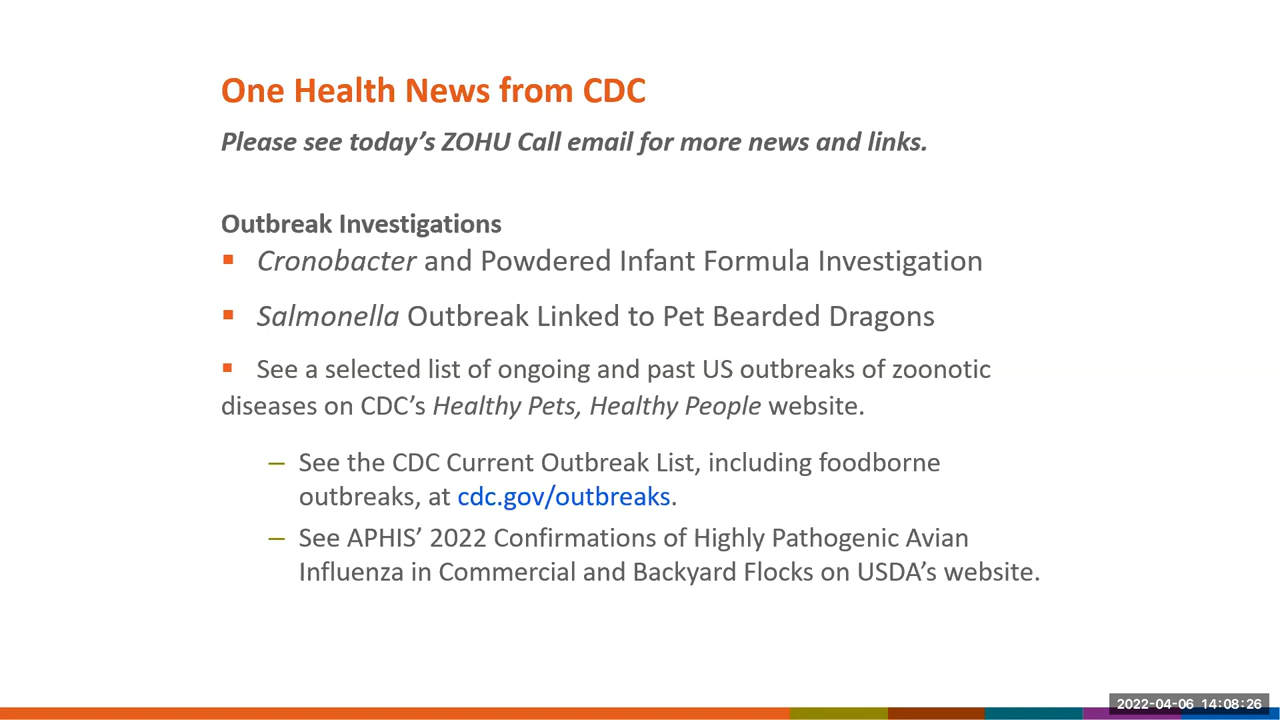 One Health News from CDC
Please see today’s ZOHU Call email for more news and links.
Outbreak Investigations
▪ Cronobacter and Powdered Infant Formula Investigation
▪ Salmonella Outbreak Linked to Pet Bearded Dragons
▪ See a selected list of ongoing and past US outbreaks of zoonotic
diseases on CDC’s Healthy Pets, Healthy People website.
– See the CDC Current Outbreak List, including foodborne
outbreaks, at cdc.gov/outbreaks.
– See APHIS’ 2022 Confirmations of Highly Pathogenic Avian
Influenza in Commercial and Backyard Flocks on USDA’s website.
2022-04-06 14:08:26